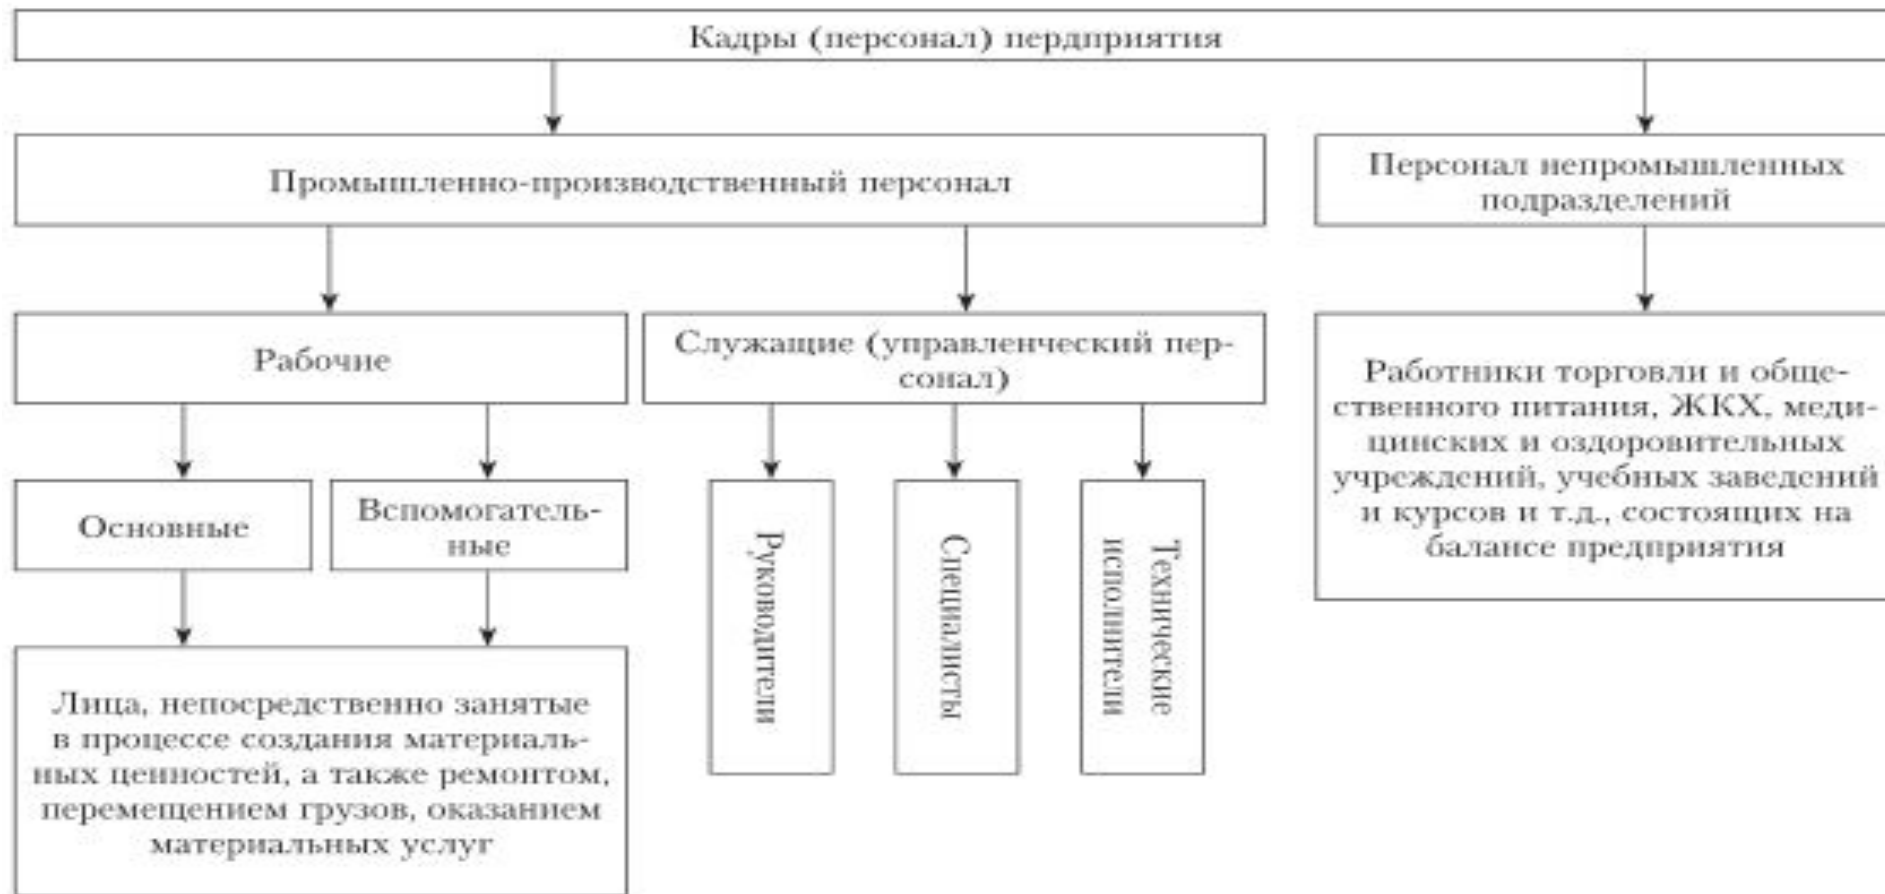 Кадры (персонал) пердприятия
Промышленно-производственный персонал
Персонал непромышленных
подразделений
Рабочие
Служащие (управленческий пер-
сонал)
Работники торговли и обще-
ственного питания, ЖКХ, меди-
цинских и оздоровительных
учреждений, учебных заведений
и курсов и т.д., состоящих на
балансе предприятия
Основные
Вспомогатель-
ные
Руководители
Специалисты
Технические
исполнители
Лица, непосредственно занятые
в процессе создания материаль-
ных ценностей, а также ремонтом,
перемещением грузов, оказанием
материальных услуг